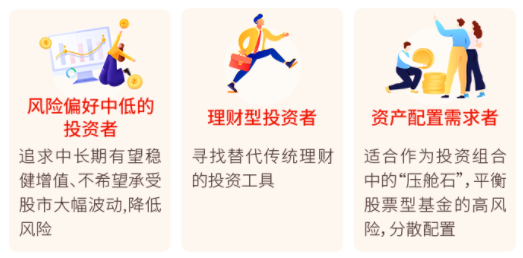 风险偏好中低的
投资者
追求中长期有望稳
健增值、不希望承受
股市大幅波动,降低
风险
理财型投资者
寻找替代传统理财
的投资工具
资产配置需求者
适合作为投资组合
中的“压舱石”，平衡
股票型基金的高风
险，分散配置